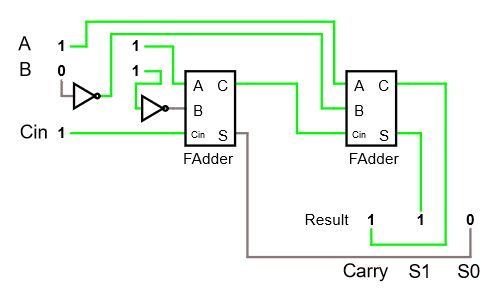 A 1 1
B 0 1
A C A C
B B
Cin 1 Cin S Cin S
FAdder FAdder
Result 1 1 0
Carry S1 S0